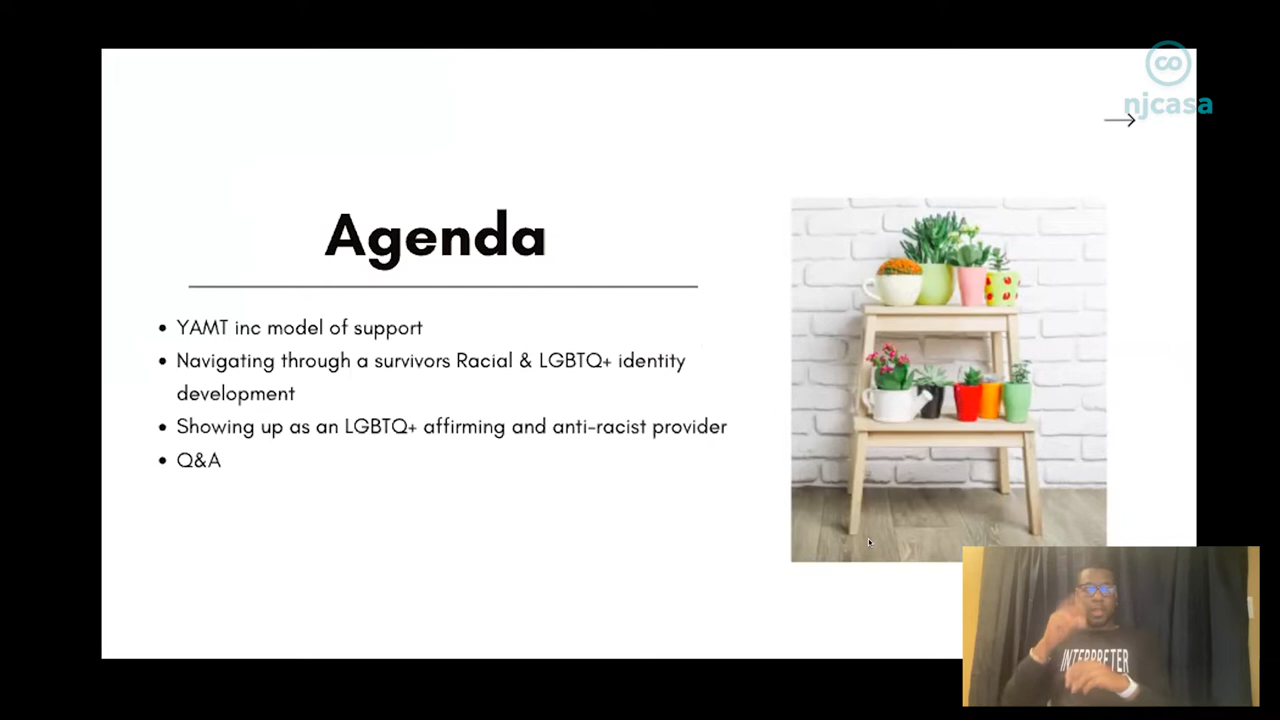 njcasa
Agenda
YAMT inc model of support
Navigating through a survivors Racial & LGBTQ+ identity
development
Showing up as an LGBTQ+ affirming and anti-racist provider
Q&A
INTERPRETER